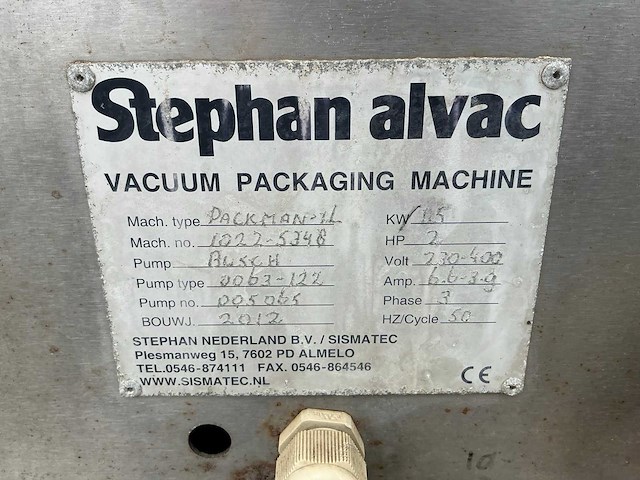 Stephan alvac
VACUUM PACKAGING MACHINE
Mach. type PACKMAN-1L KW 1.5
Mach. no. 1022-5348 HP 2
Pump BUSCH Volt 230-400
Pump type 0063-122 Amp. 6.6-3.9
Pump no. 005065 Phase 3
BOUWJ. 2012 HZ/Cycle 50
STEPHAN NEDERLAND B.V. / SISMATEC
Plesmanweg 15, 7602 PD ALMELO
TEL.0546-874111 FAX. 0546-864546
WWW.SISMATEC.NL CE
10